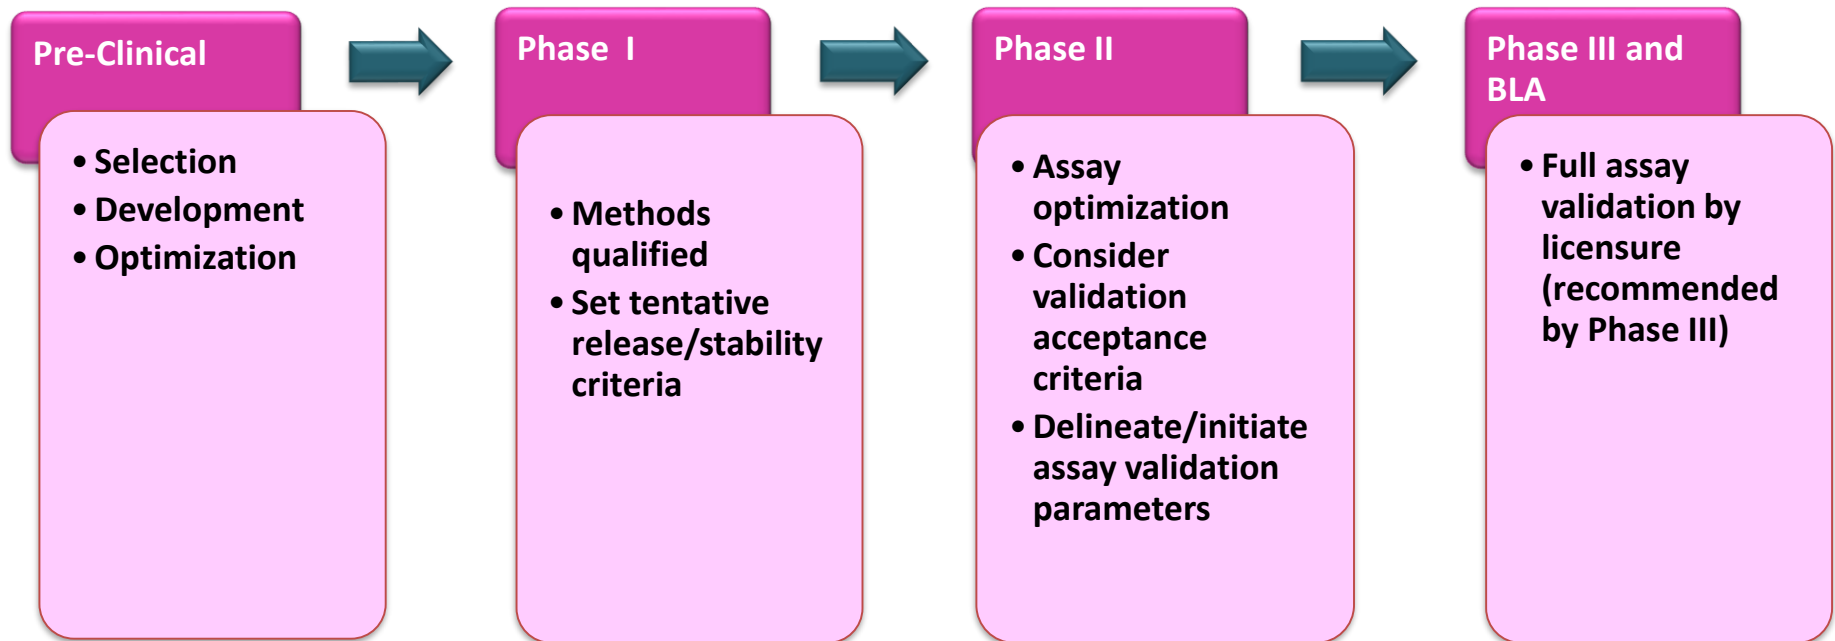 Pre-Clinical
• Selection
• Development
• Optimization
Phase I
• Methods
qualified
• Set tentative
release/stability
criteria
Phase II
• Assay
optimization
• Consider
validation
acceptance
criteria
• Delineate/initiate
assay validation
parameters
Phase III and
BLA
• Full assay
validation by
licensure
(recommended
by Phase III)